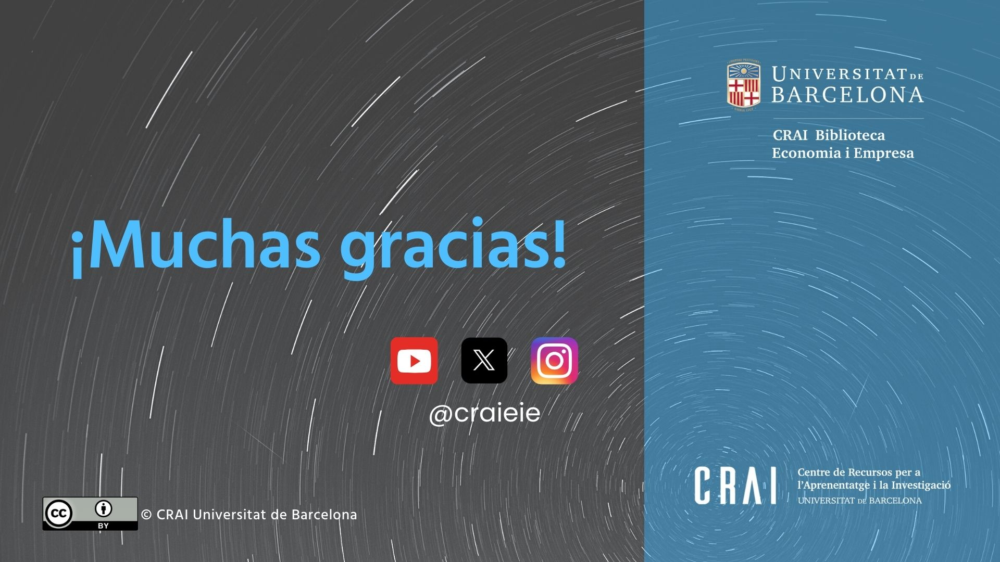 ¡Muchas gracias!
@craieie
BY
© CRAI Universitat de Barcelona
UNIVERSITAT DE
BARCELONA
CRAI Biblioteca
Economia i Empresa
CRAI
Centre de Recursos per a
l'Aprenentatge i la Investigació
UNIVERSITAT DE BARCELONA